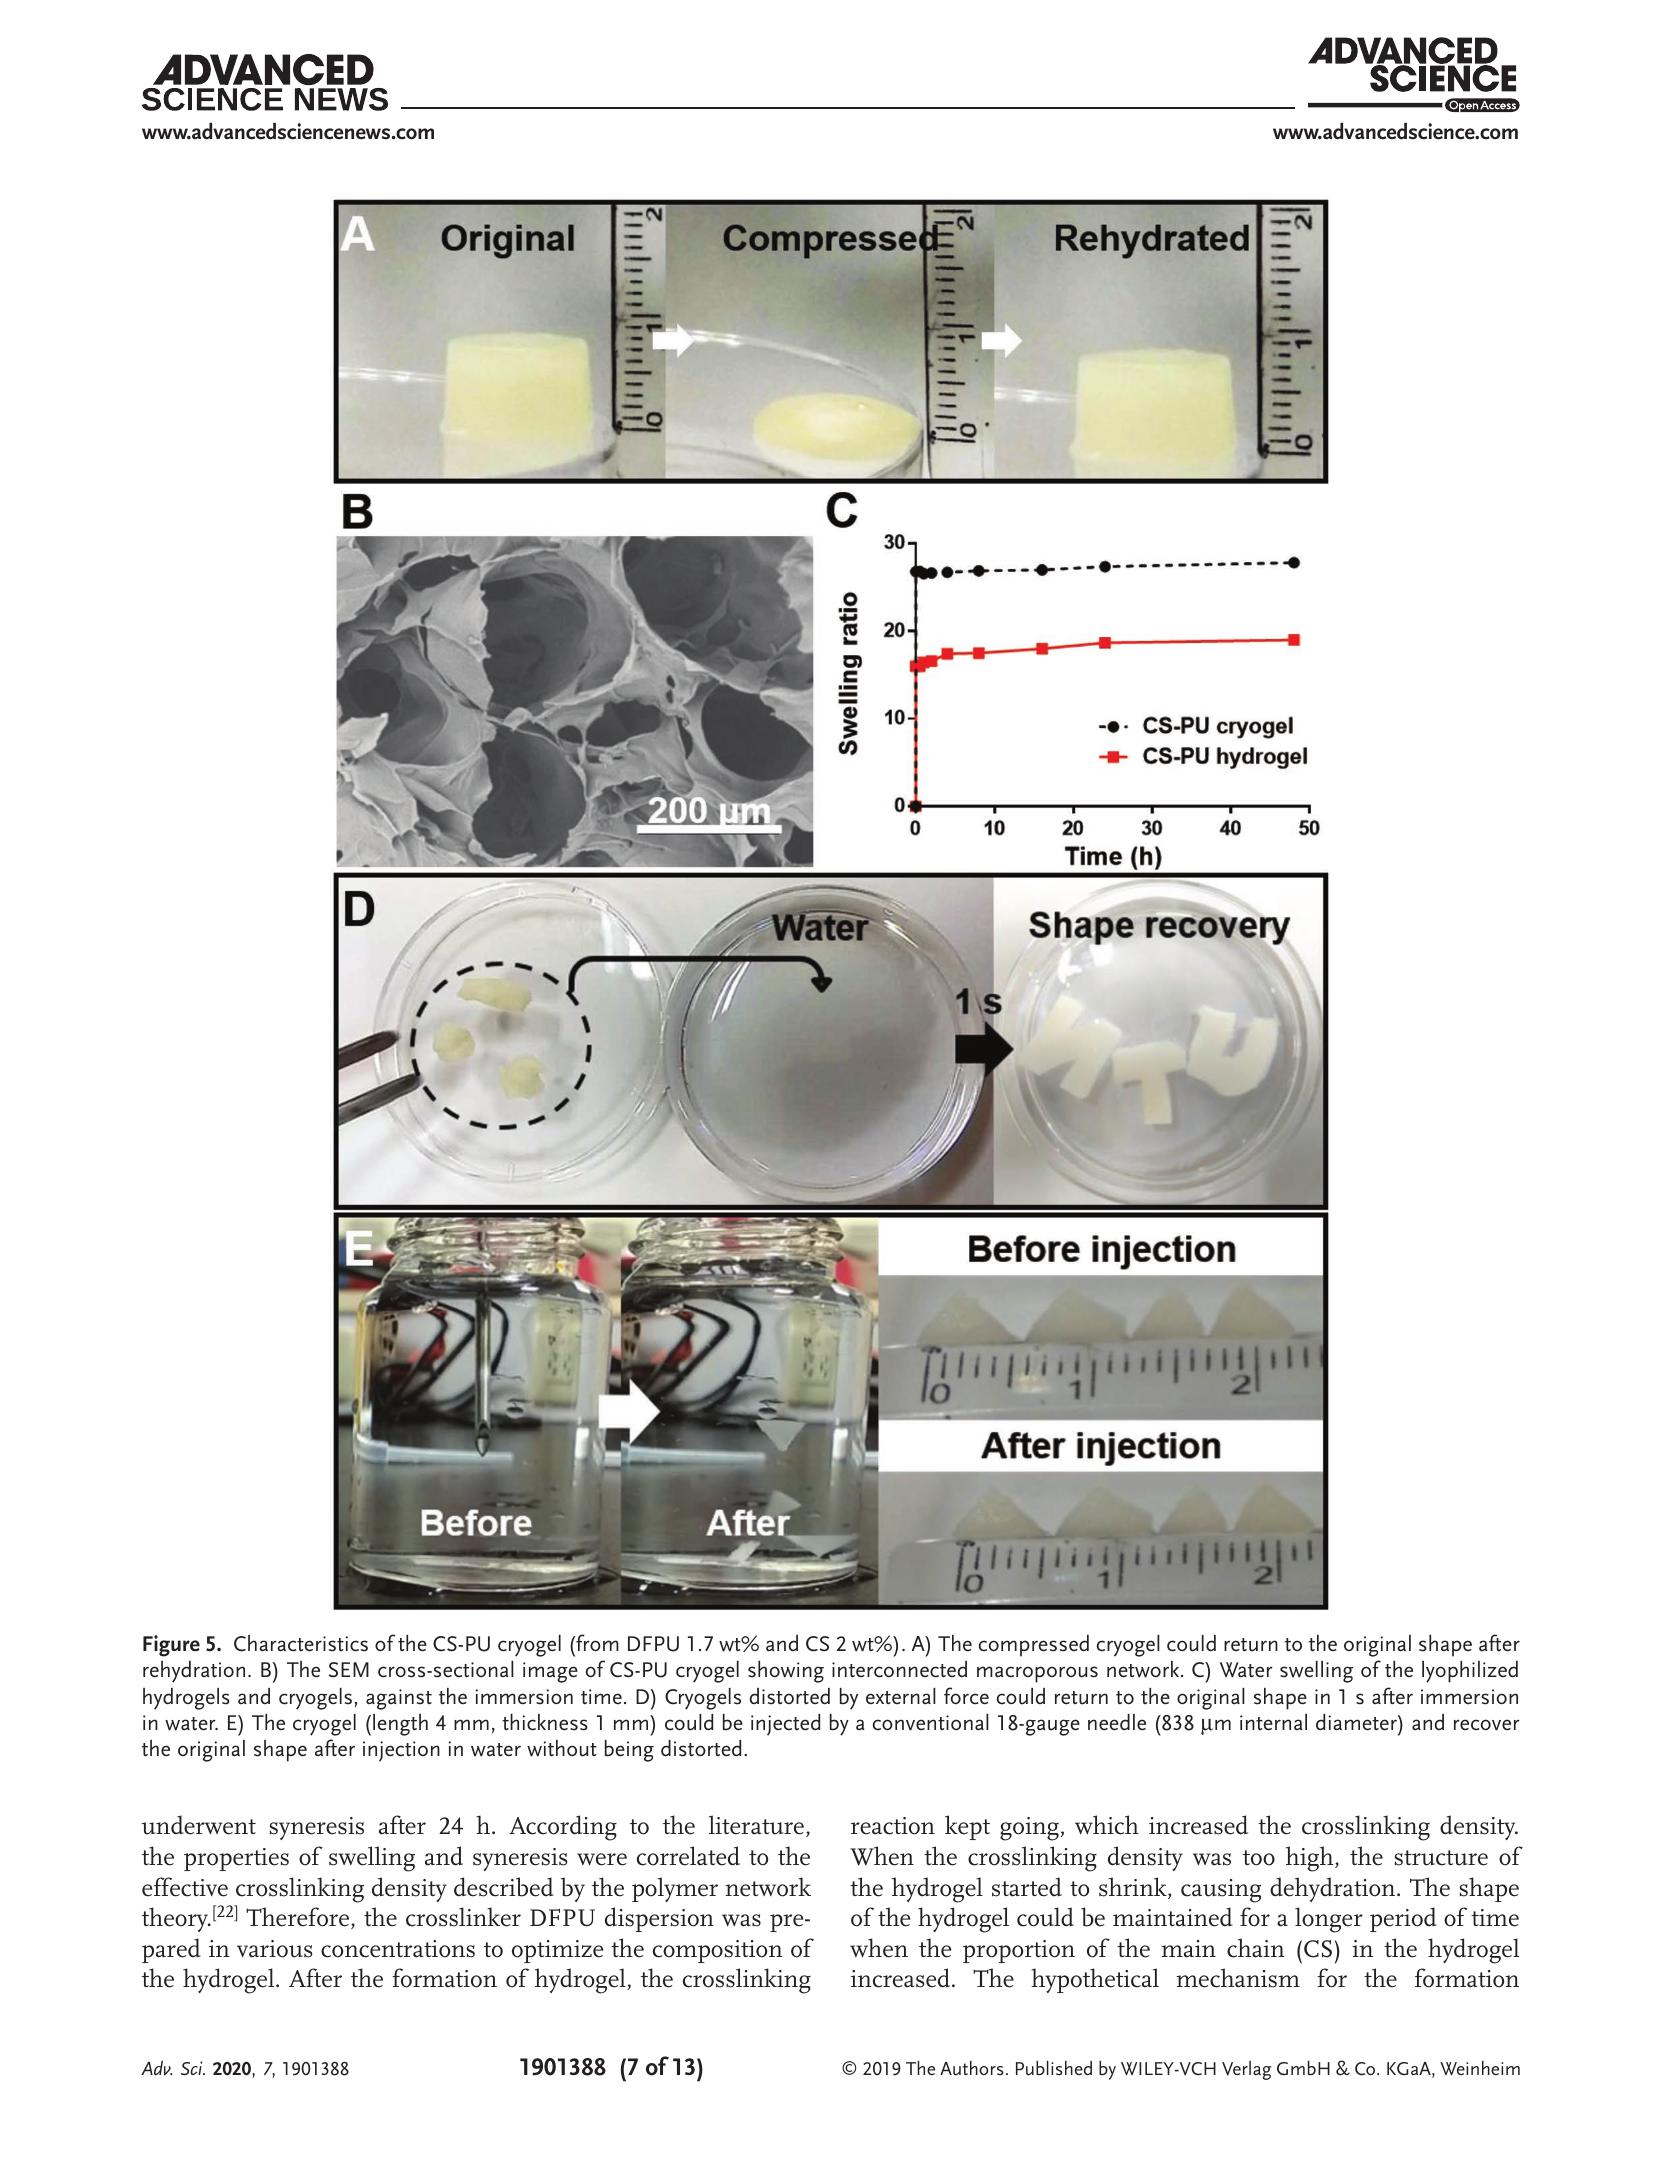 ADVANCED
SCIENCE NEWS
www.advancedsciencenews.com
ADVANCED
SCIENCE
Open Access
www.advancedscience.com
A
Original
Compressed
Rehydrated
2
1
0
2
1
0
2
1
0
B
200 µm
C
30
20
10
0
0
10
20
30
40
50
Swelling ratio
Time (h)
CS-PU cryogel
CS-PU hydrogel
D
Water
1 s
Shape recovery
N T U
E
Before
After
Before injection
0 1 2
After injection
0 1 2
Figure 5. Characteristics of the CS-PU cryogel (from DFPU 1.7 wt% and CS 2 wt%). A) The compressed cryogel could return to the original shape after
rehydration. B) The SEM cross-sectional image of CS-PU cryogel showing interconnected macroporous network. C) Water swelling of the lyophilized
hydrogels and cryogels, against the immersion time. D) Cryogels distorted by external force could return to the original shape in 1 s after immersion
in water. E) The cryogel (length 4 mm, thickness 1 mm) could be injected by a conventional 18-gauge needle (838 µm internal diameter) and recover
the original shape after injection in water without being distorted.
underwent syneresis after 24 h. According to the literature,
the properties of swelling and syneresis were correlated to the
effective crosslinking density described by the polymer network
theory.[22] Therefore, the crosslinker DFPU dispersion was pre-
pared in various concentrations to optimize the composition of
the hydrogel. After the formation of hydrogel, the crosslinking
reaction kept going, which increased the crosslinking density.
When the crosslinking density was too high, the structure of
the hydrogel started to shrink, causing dehydration. The shape
of the hydrogel could be maintained for a longer period of time
when the proportion of the main chain (CS) in the hydrogel
increased. The hypothetical mechanism for the formation
Adv. Sci. 2020, 7, 1901388
1901388 (7 of 13)
© 2019 The Authors. Published by WILEY-VCH Verlag GmbH & Co. KGaA, Weinheim